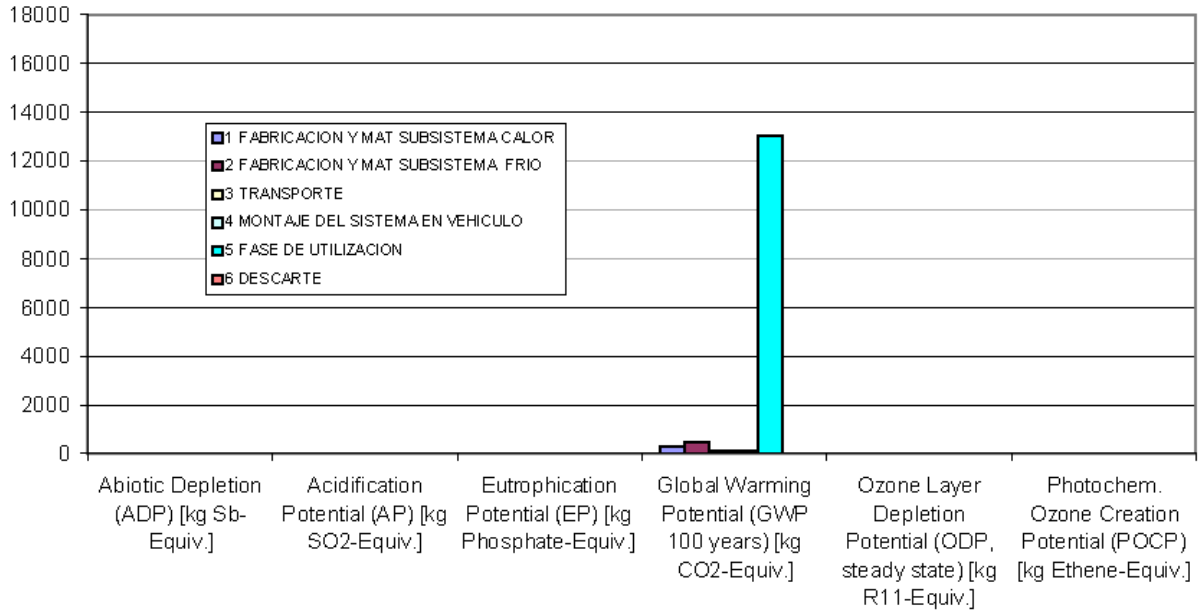 18000
16000
14000
12000
10000
8000
6000
4000
2000
0
1 FABRICACION Y MAT SUBSISTEMA CALOR
2 FABRICACION Y MAT SUBSISTEMA FRIO
3 TRANSPORTE
4 MONTAJE DEL SISTEMA EN VEHICULO
5 FASE DE UTILIZACION
6 DESCARTE
Abiotic Depletion
(ADP) [kg Sb-
Equiv.]
Acidification
Potential (AP) [kg
SO2-Equiv.]
Eutrophication
Potential (EP) [kg
Phosphate-Equiv.]
Global Warming
Potential (GWP
100 years) [kg
CO2-Equiv.]
Ozone Layer
Depletion
Potential (ODP,
steady state) [kg
R11-Equiv.]
Photochem.
Ozone Creation
Potential (POCP)
[kg Ethene-Equiv.]